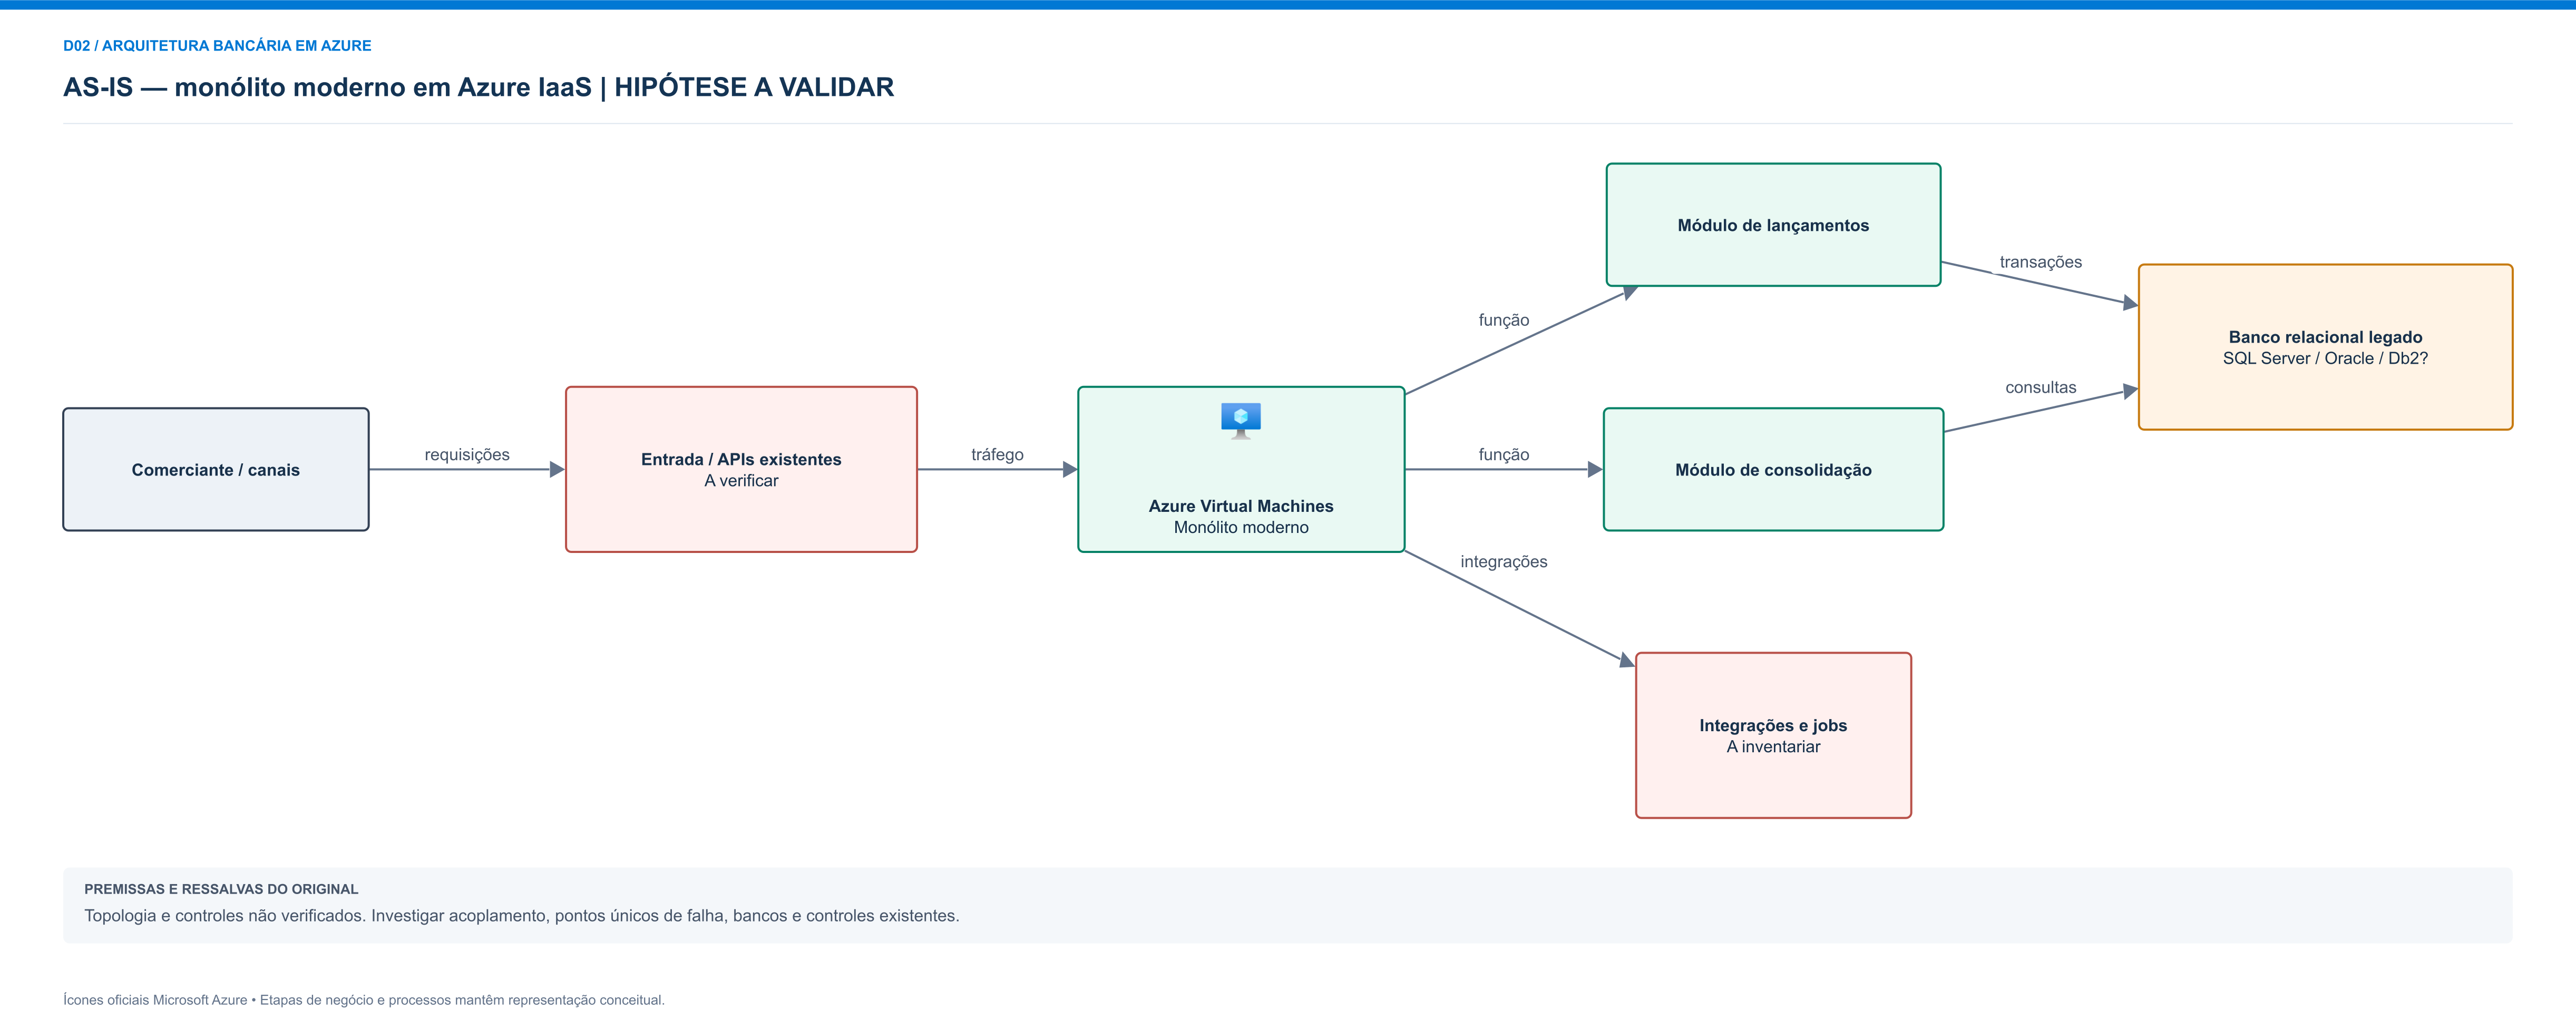 D02 / ARQUITETURA BANCÁRIA EM AZURE
AS-IS — monólito moderno em Azure IaaS | HIPÓTESE A VALIDAR
Comerciante / canais
requisições
Entrada / APIs existentes
A verificar
tráfego
Azure Virtual Machines
Monólito moderno
função
função
integrações
Módulo de lançamentos
Módulo de consolidação
Integrações e jobs
A inventariar
transações
consultas
Banco relacional legado
SQL Server / Oracle / Db2?
PREMISSAS E RESSALVAS DO ORIGINAL
Topologia e controles não verificados. Investigar acoplamento, pontos únicos de falha, bancos e controles existentes.
Ícones oficiais Microsoft Azure • Etapas de negócio e processos mantêm representação conceitual.